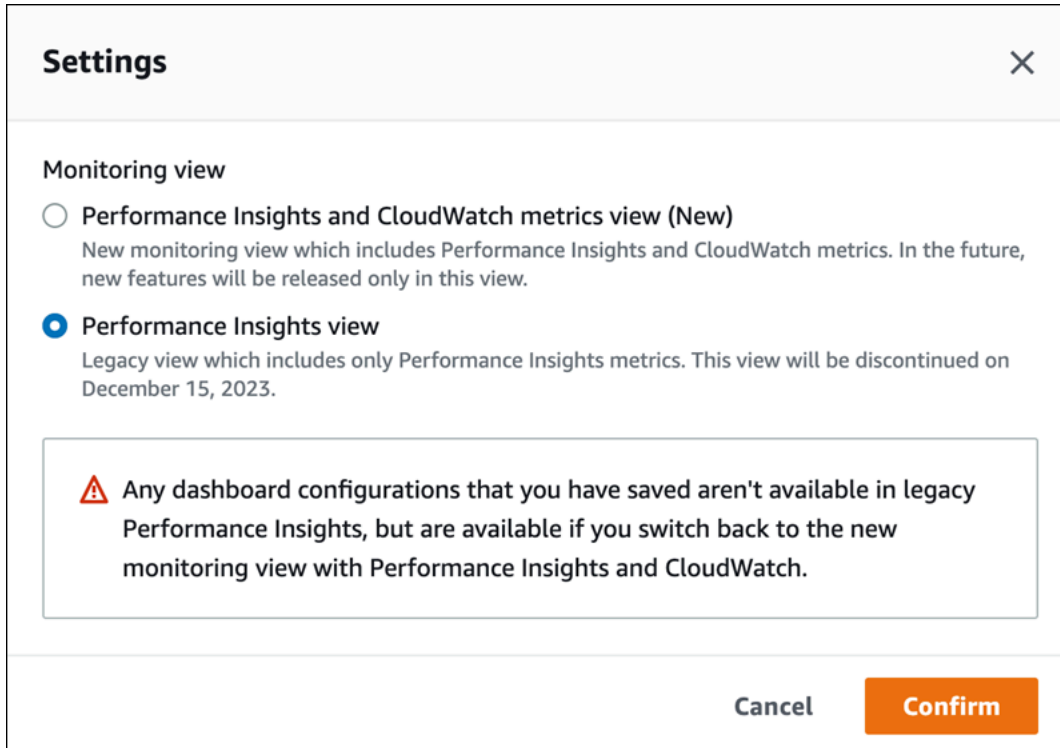 Settings
Monitoring view
Performance Insights and CloudWatch metrics view (New)
New monitoring view which includes Performance Insights and CloudWatch metrics. In the future,
new features will be released only in this view.
Performance Insights view
Legacy view which includes only Performance Insights metrics. This view will be discontinued on
December 15, 2023.
Any dashboard configurations that you have saved aren't available in legacy
Performance Insights, but are available if you switch back to the new
monitoring view with Performance Insights and CloudWatch.
Cancel
Confirm